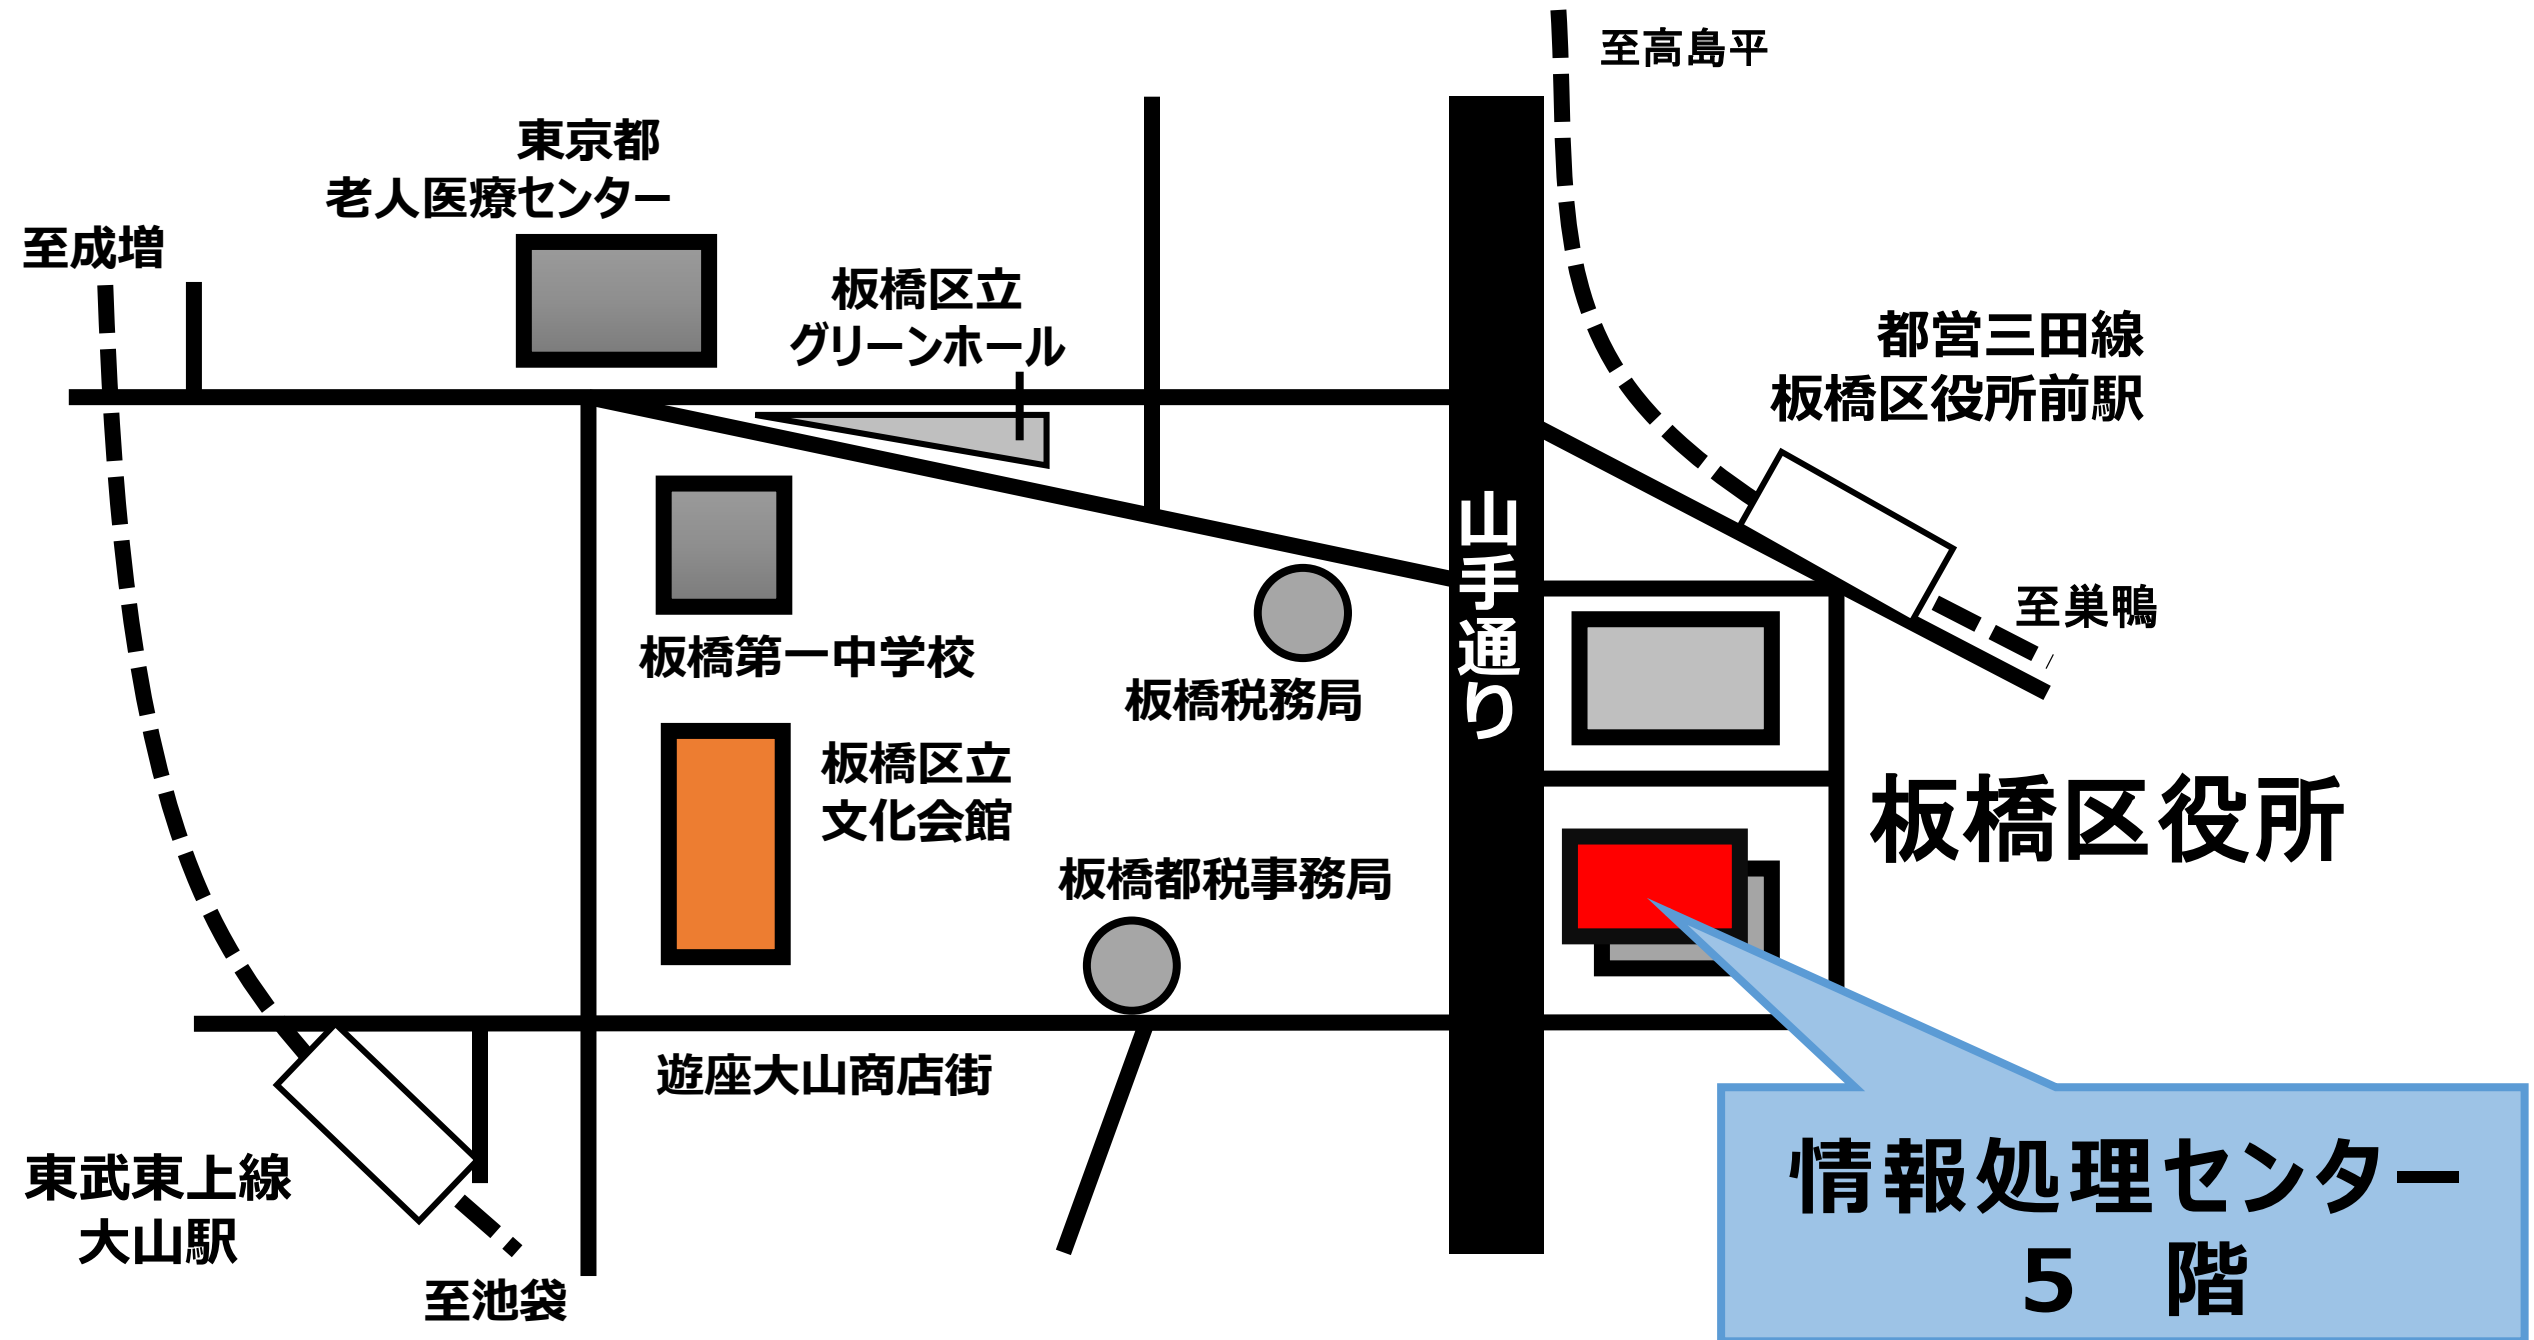 至高島平
東京都
老人医療センター
至成増
板橋区立
グリーンホール
都営三田線
板橋区役所前駅
山手通り
至巣鴨
板橋第一中学校
板橋税務局
板橋区立
文化会館
板橋区役所
板橋都税事務局
遊座大山商店街
東武東上線
大山駅
至池袋
情報処理センター
5　階